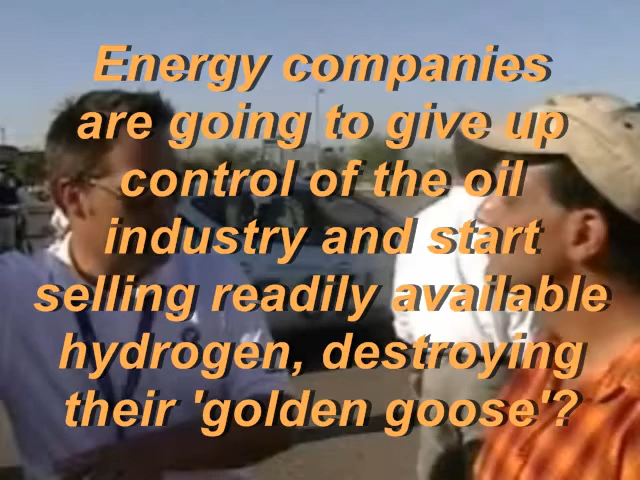 Energy companies
are going to give up
control of the oil
industry and start
selling readily available
hydrogen, destroying
their 'golden goose'?